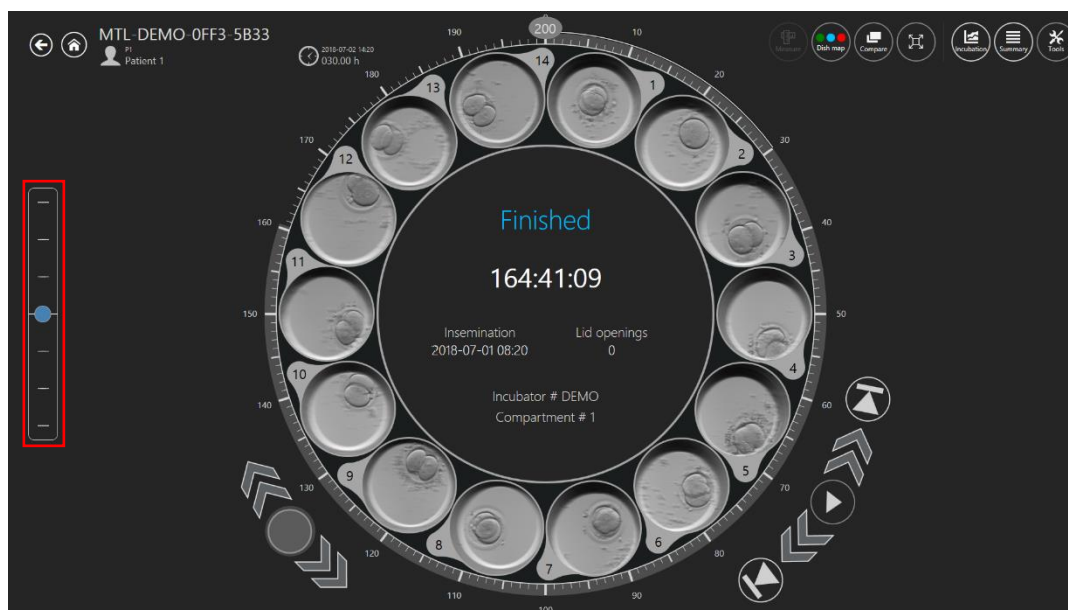 MTL-DEMO-0FF3-5B33
P1
Patient 1
2018-07-02 14:20
030.00 h
Measure
Dish map
Compare
Incubation
Summary
Tools
200
10
20
30
40
50
60
70
80
90
100
110
120
130
140
150
160
170
180
190
1
2
3
4
5
6
7
8
9
10
11
12
13
14
Finished
164:41:09
Insemination Lid openings
2018-07-01 08:20 0
Incubator # DEMO
Compartment # 1